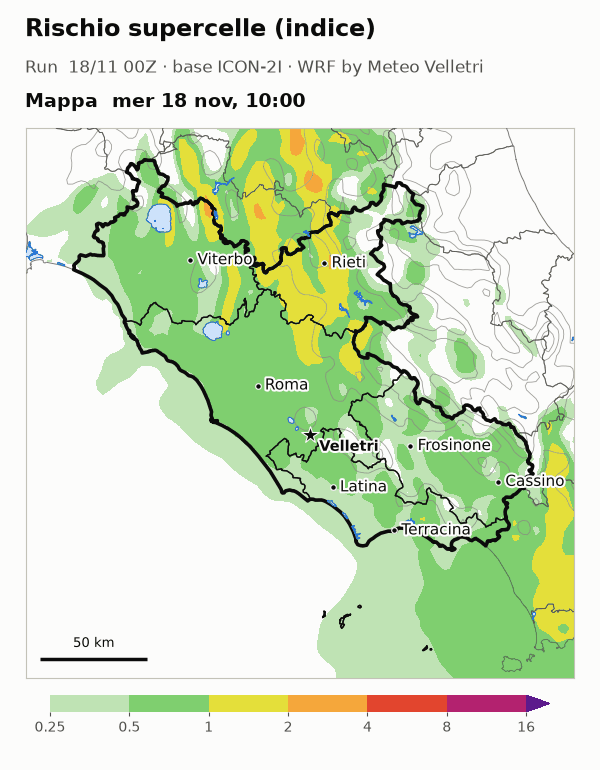 Rischio supercelle (indice)
Run  18/11 00Z · base ICON-2I · WRF by Meteo Velletri
Mappa  mer 18 nov, 10:00
Viterbo
Rieti
Roma
Velletri
Frosinone
Cassino
Latina
Terracina
50 km
0.25 0.5 1 2 4 8 16